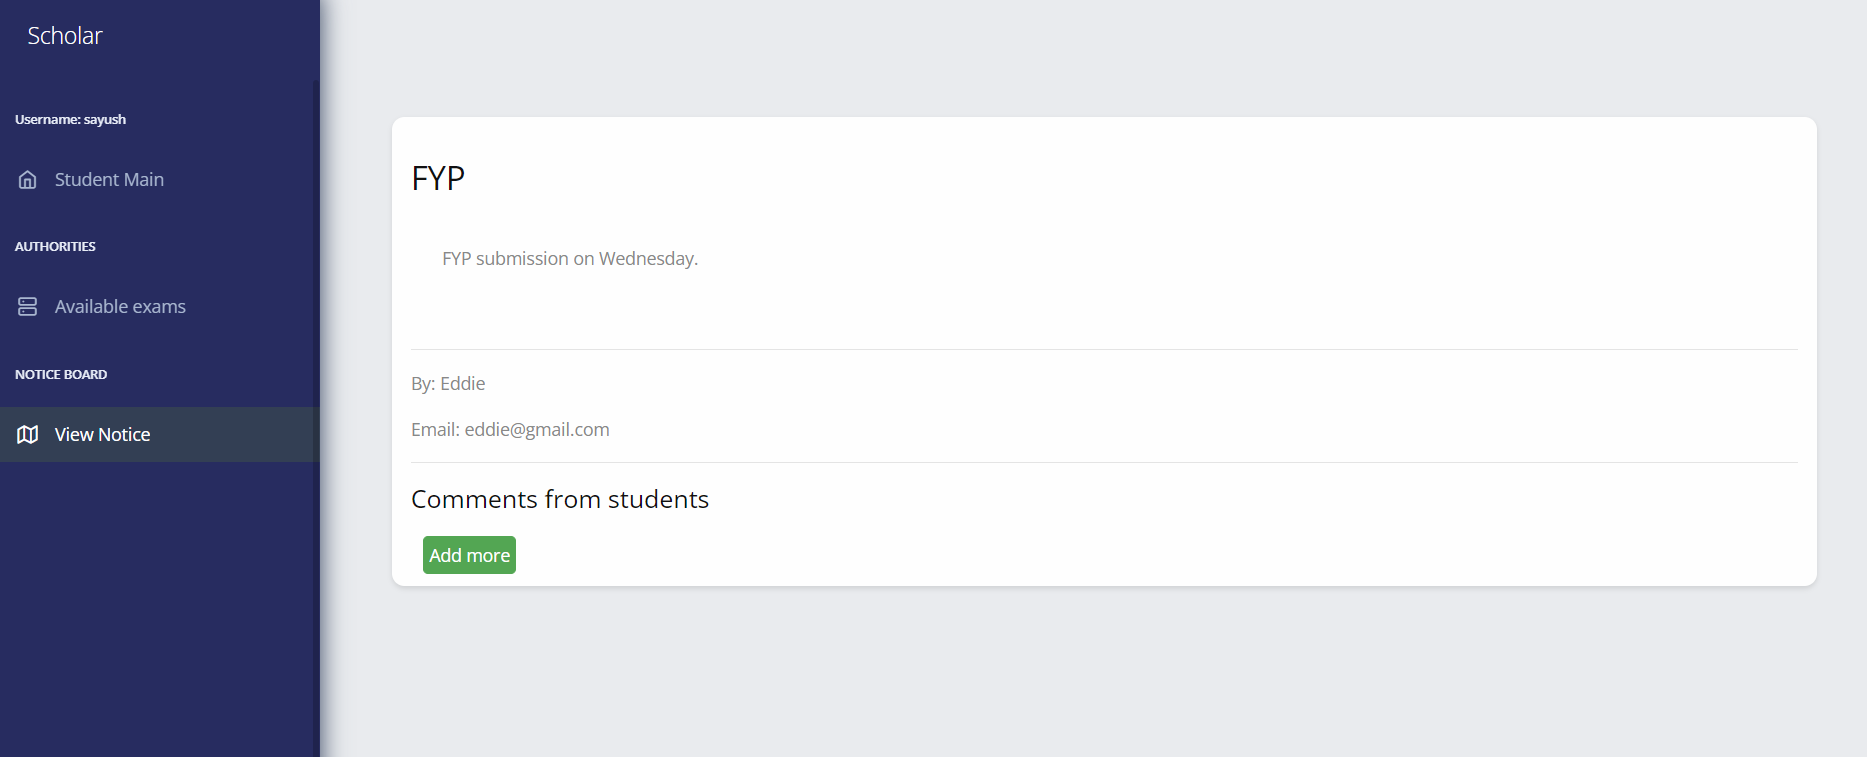 Scholar
Username: sayush
Student Main
AUTHORITIES
Available exams
NOTICE BOARD
View Notice
FYP
FYP submission on Wednesday.
By: Eddie
Email: eddie@gmail.com
Comments from students
Add more